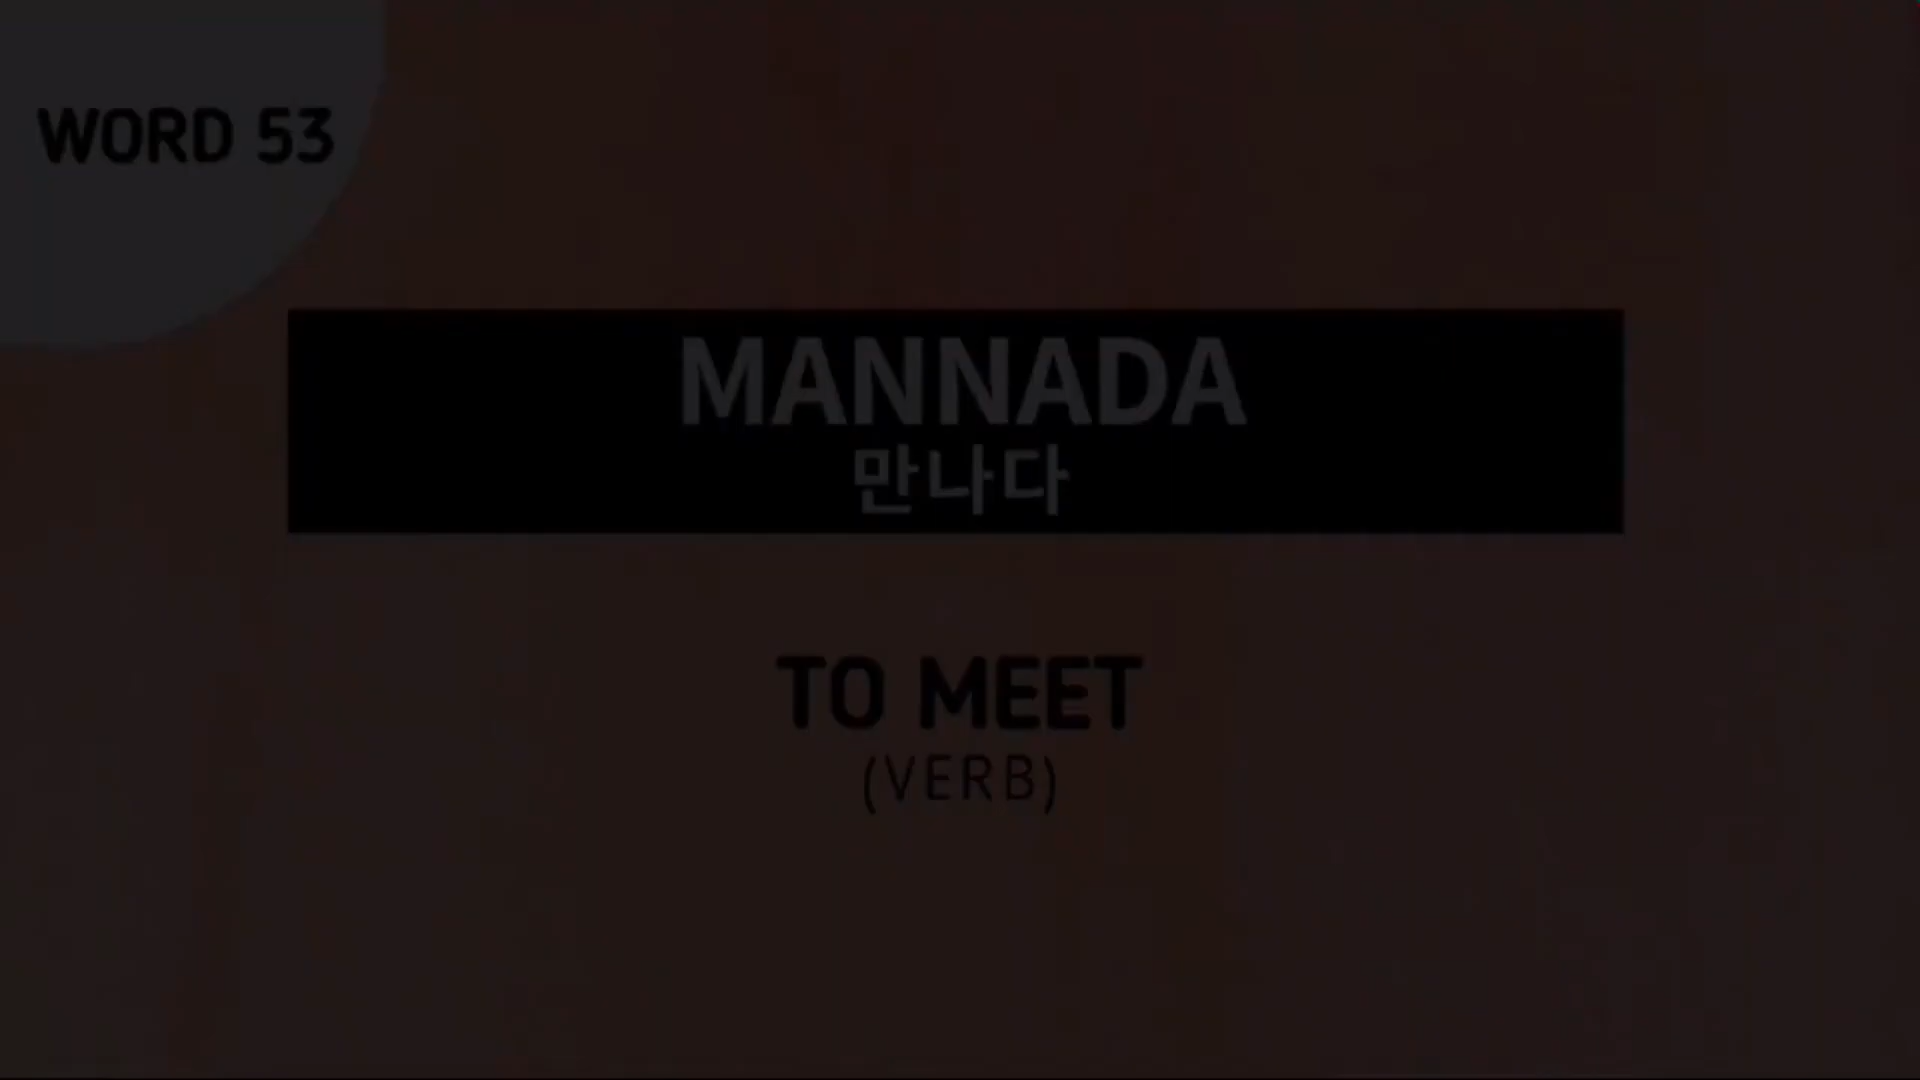 WORD 53
MANNADA
만나다
TO MEET
(VERB)